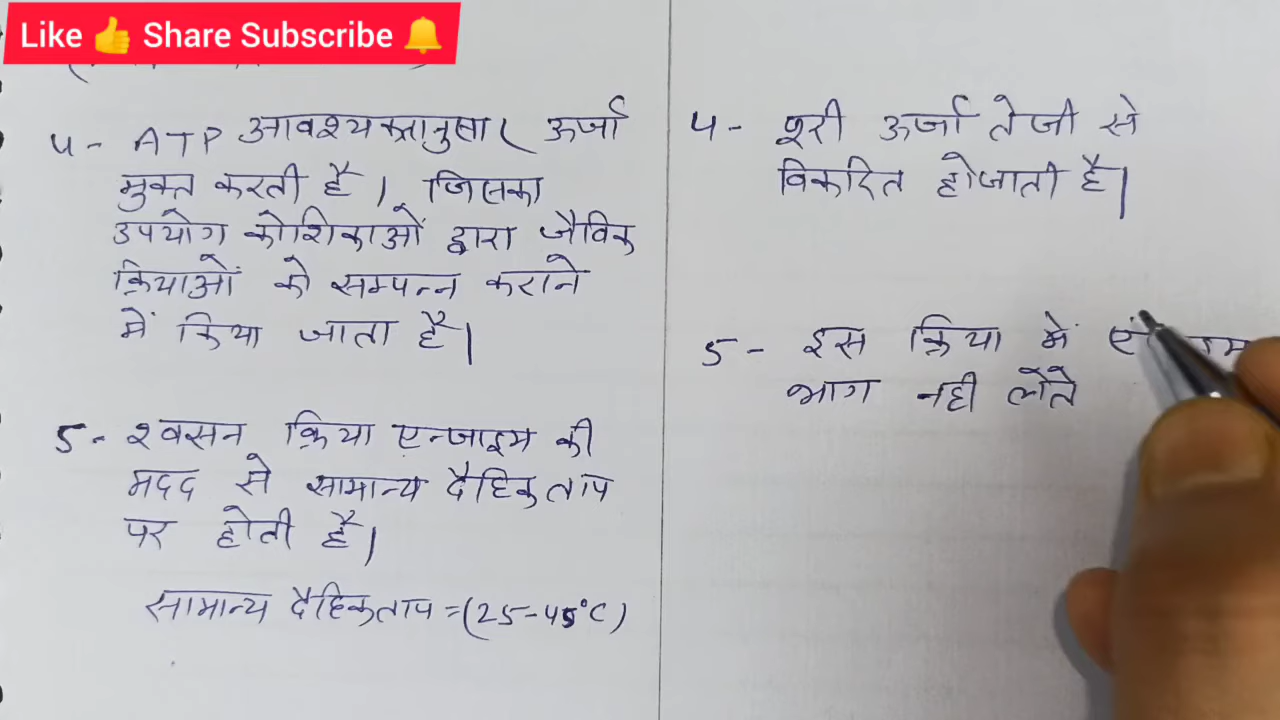 Like 👍 Share Subscribe 🔔
4- ATP आवश्यकतानुसार ऊर्जा
मुक्त करती है। जिसका
उपयोग कोशिकाओं द्वारा जैविक
क्रियाओं को सम्पन्न कराने
में किया जाता है।
5- श्वसन क्रिया एन्जाइम की
मदद से सामान्य दैहिक ताप
पर होती है।
सामान्य दैहिक ताप =(25-45°C)
4- पूरी ऊर्जा तेजी से
विकरित होजाती है।
5- इस क्रिया में
भाग नही लेते